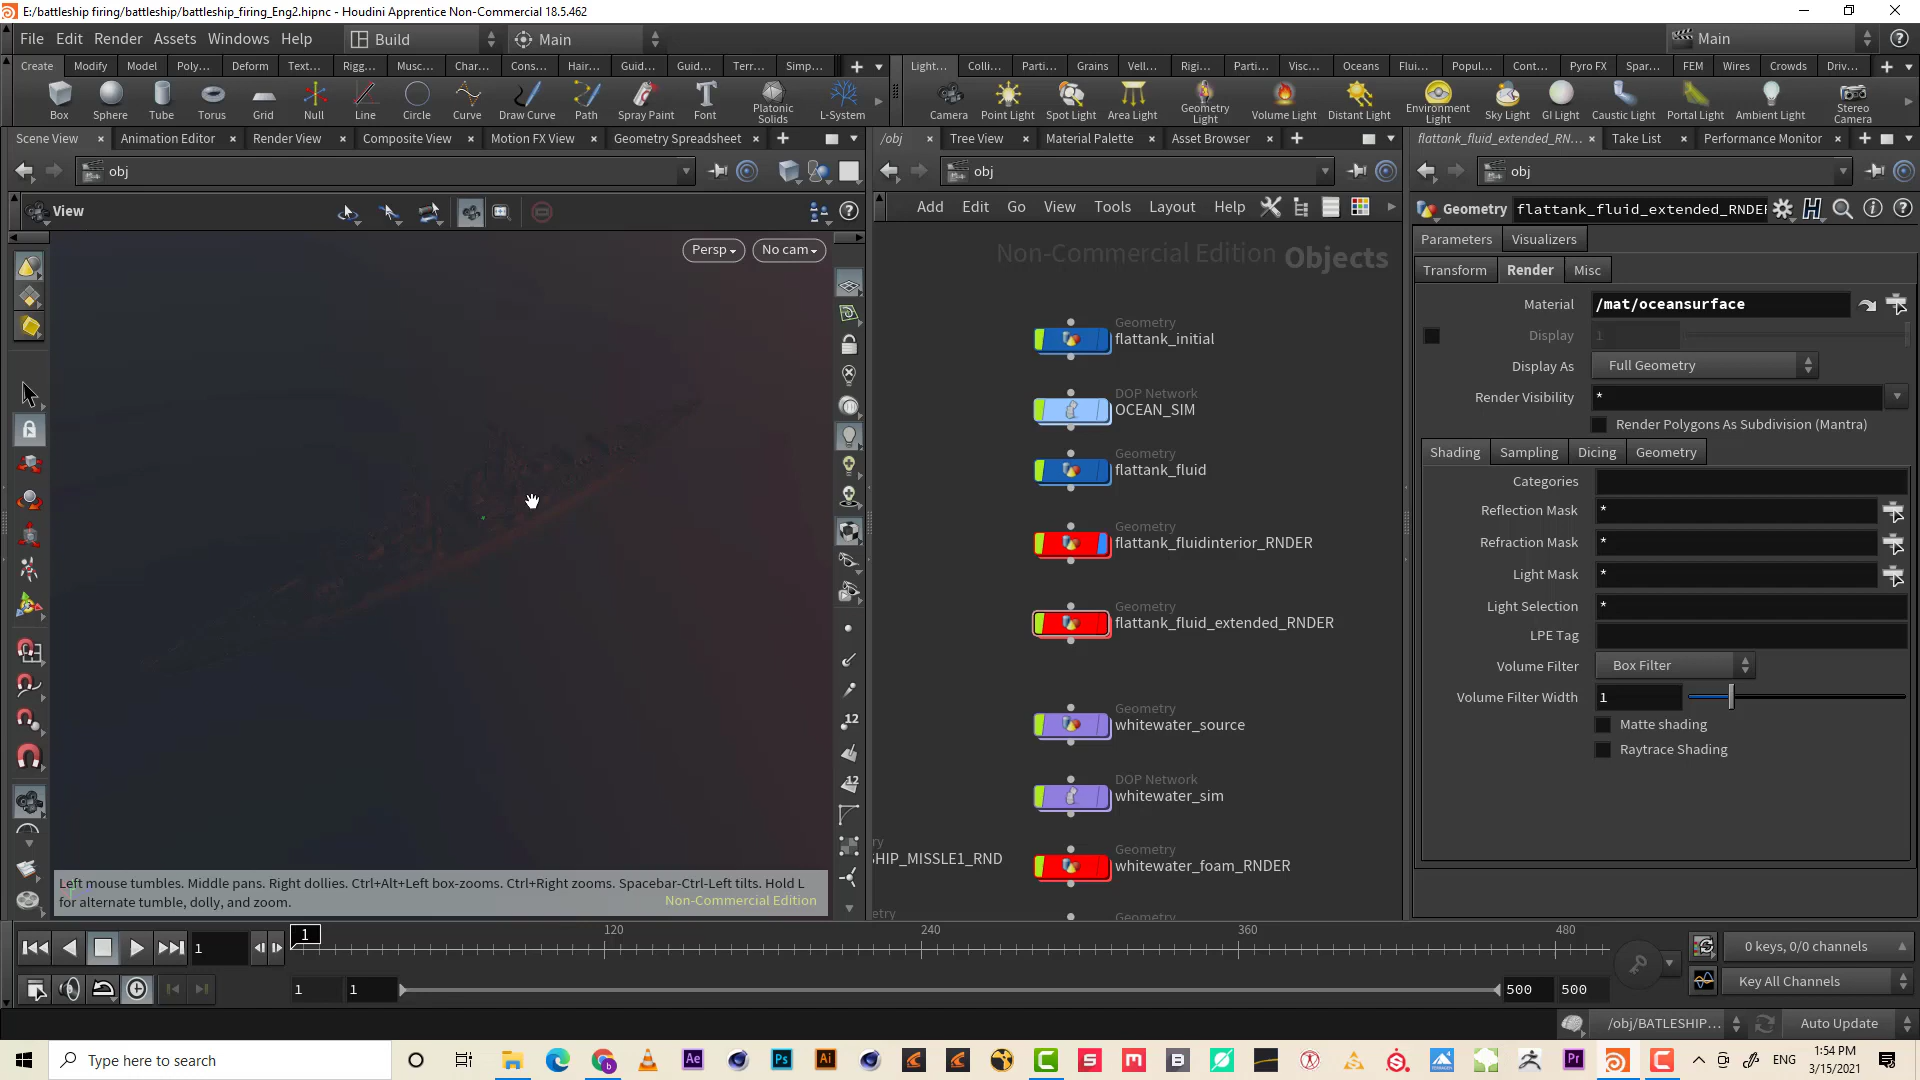 E:/battleship firing/battleship/battleship_firing_Eng2.hipnc - Houdini Apprentice Non-Commercial 18.5.462
File Edit Render Assets Windows Help Build Main Main
Create Modify Model Poly... Deform Text... Rigg... Musc... Char... Cons... Hair... Guid... Guid... Terr... Simp... Light... Colli... Parti... Grains Vell... Rigi... Parti... Visc... Oceans Flui... Popul... Cont... Pyro FX Spar... FEM Wires Crowds Driv...
Box Sphere Tube Torus Grid Null Line Circle Curve Draw Curve Path Spray Paint Font Platonic Solids L-System Camera Point Light Spot Light Area Light Geometry Light Volume Light Distant Light Environment Light Sky Light GI Light Caustic Light Portal Light Ambient Light Stereo Camera
Scene View Animation Editor Render View Composite View Motion FX View Geometry Spreadsheet /obj Tree View Material Palette Asset Browser flattank_fluid_extended_RN... Take List Performance Monitor
obj obj obj
View Add Edit Go View Tools Layout Help Geometry flattank_fluid_extended_RNDER
Persp No cam
Non-Commercial Edition Objects
Parameters Visualizers
Transform Render Misc
Material /mat/oceansurface
Display 1
Display As Full Geometry
Render Visibility *
Render Polygons As Subdivision (Mantra)
Shading Sampling Dicing Geometry
Categories
Reflection Mask *
Refraction Mask *
Light Mask *
Light Selection *
LPE Tag
Volume Filter Box Filter
Volume Filter Width 1
Matte shading
Raytrace Shading
Geometry
flattank_initial
DOP Network
OCEAN_SIM
Geometry
flattank_fluid
Geometry
flattank_fluidinterior_RNDER
Geometry
flattank_fluid_extended_RNDER
Geometry
whitewater_source
DOP Network
whitewater_sim
Geometry
whitewater_foam_RNDER
Geometry
ry
SHIP_MISSLE1_RND
etry
12
12
Left mouse tumbles. Middle pans. Right dollies. Ctrl+Alt+Left box-zooms. Ctrl+Right zooms. Spacebar-Ctrl-Left tilts. Hold L
for alternate tumble, dolly, and zoom.
Non-Commercial Edition
1 1 120 240 360 480
0 keys, 0/0 channels
1 1 500 500
Key All Channels
/obj/BATLESHIP... Auto Update
Type here to search
ENG
1:54 PM
3/15/2021